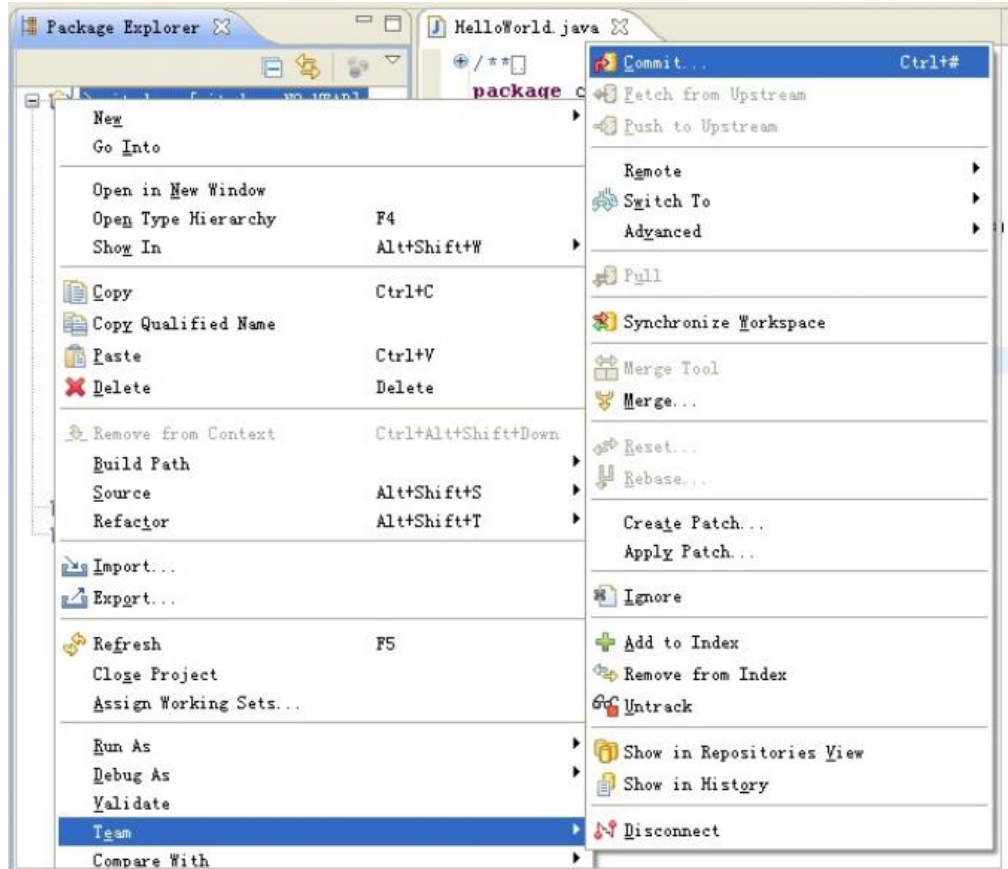 Package Explorer
HelloWorld.java
/**
package c
NO-HEAD]
New
Go Into
Open in New Window
Open Type Hierarchy F4
Show In Alt+Shift+W
Copy Ctrl+C
Copy Qualified Name
Paste Ctrl+V
Delete Delete
Remove from Context Ctrl+Alt+Shift+Down
Build Path
Source Alt+Shift+S
Refactor Alt+Shift+T
Import...
Export...
Refresh F5
Close Project
Assign Working Sets...
Run As
Debug As
Validate
Team
Compare With
Commit... Ctrl+#
Fetch from Upstream
Push to Upstream
Remote
Switch To
Advanced
Pull
Synchronize Workspace
Merge Tool
Merge...
Reset...
Rebase...
Create Patch...
Apply Patch...
Ignore
Add to Index
Remove from Index
Untrack
Show in Repositories View
Show in History
Disconnect